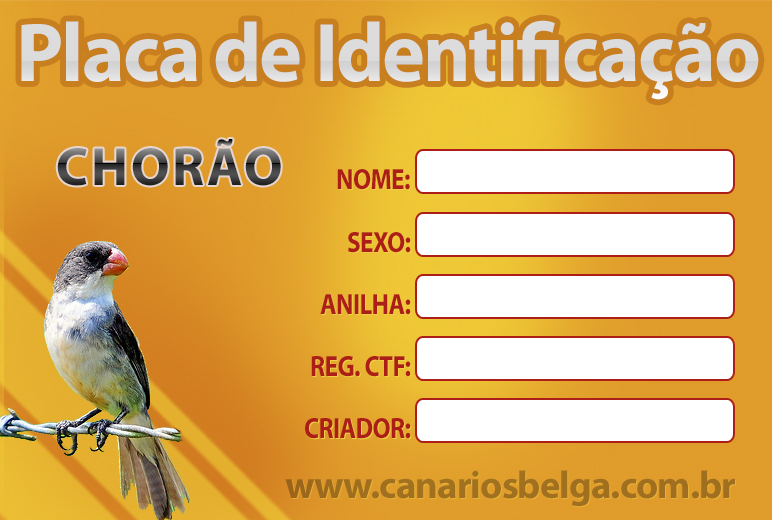 Placa de Identificação
CHORÃO
NOME:
SEXO:
ANILHA:
REG. CTF:
CRIADOR:
www.canariosbelga.com.br